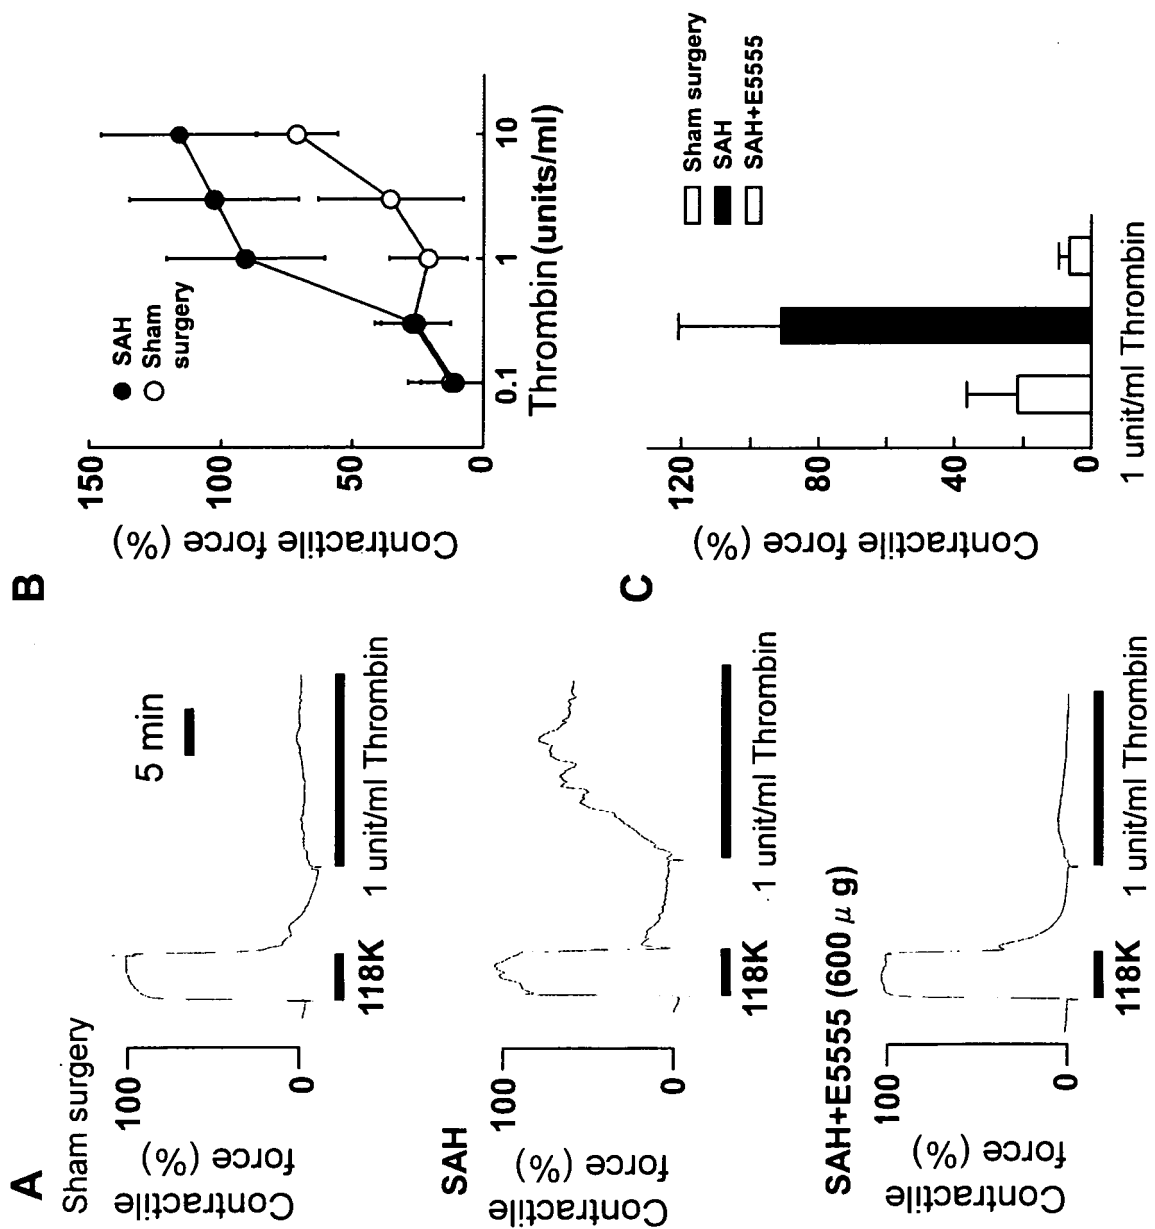 A
Sham surgery
Contractile
force (%)
100
0
5 min
118K
1 unit/ml Thrombin
SAH
Contractile
force (%)
100
0
118K
1 unit/ml Thrombin
SAH+E5555 (600 μg)
Contractile
force (%)
100
0
118K
1 unit/ml Thrombin
B
Contractile force (%)
150
100
50
0
SAH
Sham
surgery
0.1
1
10
Thrombin (units/ml)
C
Contractile force (%)
120
80
40
0
Sham surgery
SAH
SAH+E5555
1 unit/ml Thrombin